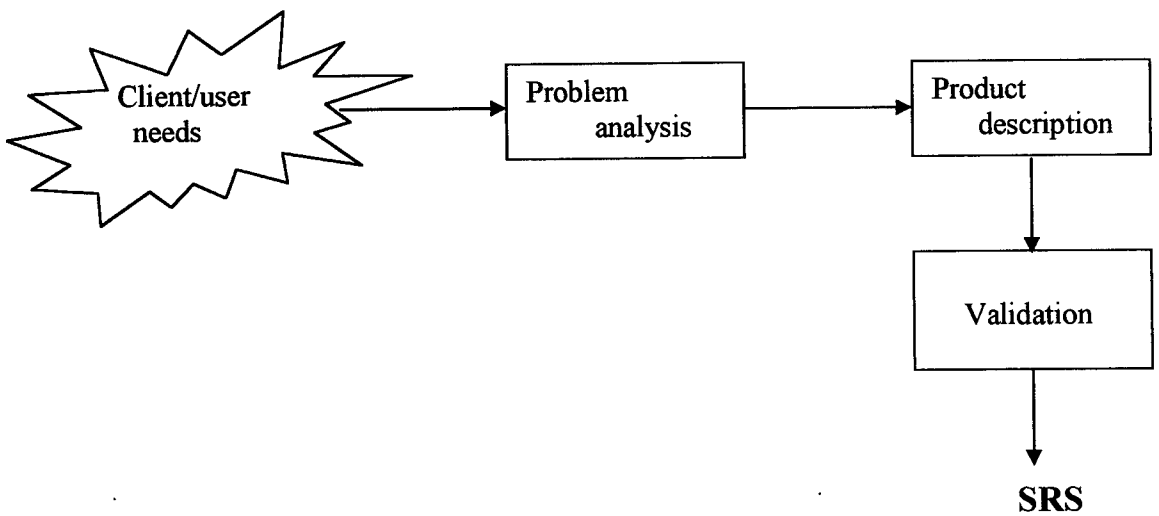 Client/user
needs
Problem
analysis
Product
description
Validation
SRS